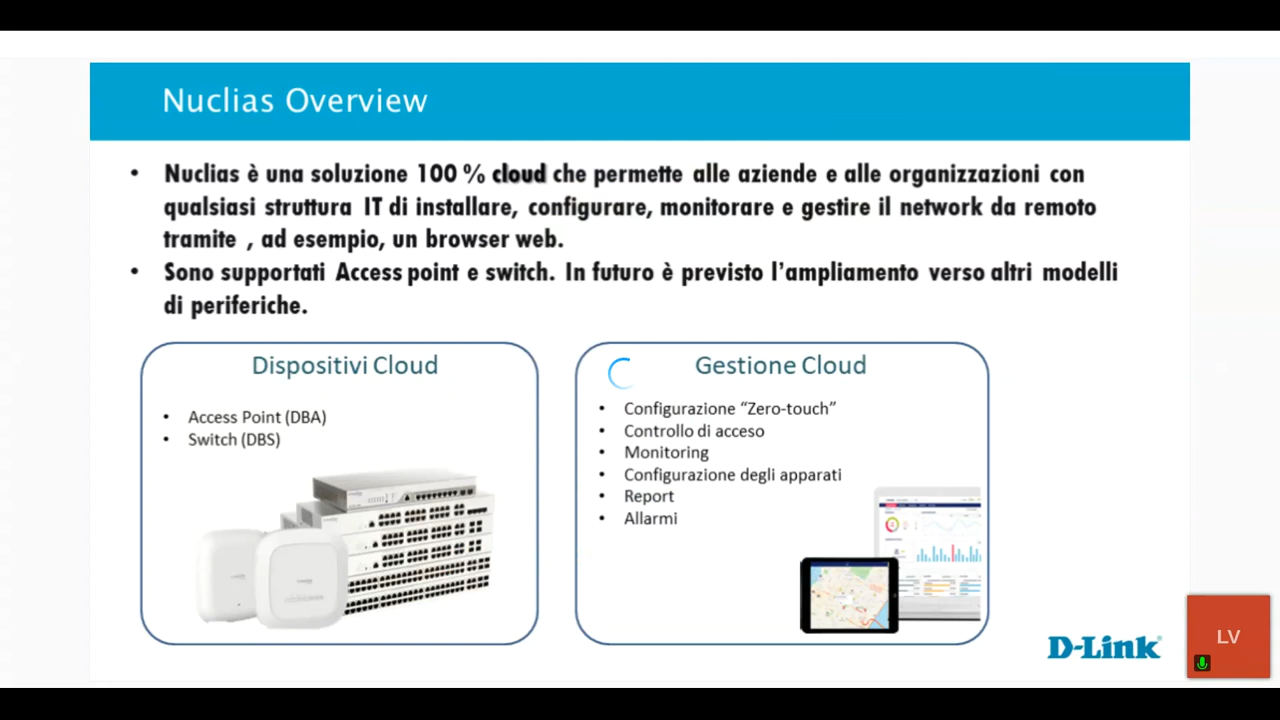 Nuclias Overview
• Nuclias è una soluzione 100 % cloud che permette alle aziende e alle organizzazioni con
qualsiasi struttura IT di installare, configurare, monitorare e gestire il network da remoto
tramite , ad esempio, un browser web.
• Sono supportati Access point e switch. In futuro è previsto l'ampliamento verso altri modelli
di periferiche.
Dispositivi Cloud
• Access Point (DBA)
• Switch (DBS)
Gestione Cloud
• Configurazione “Zero-touch”
• Controllo di acceso
• Monitoring
• Configurazione degli apparati
• Report
• Allarmi
D-Link
LV